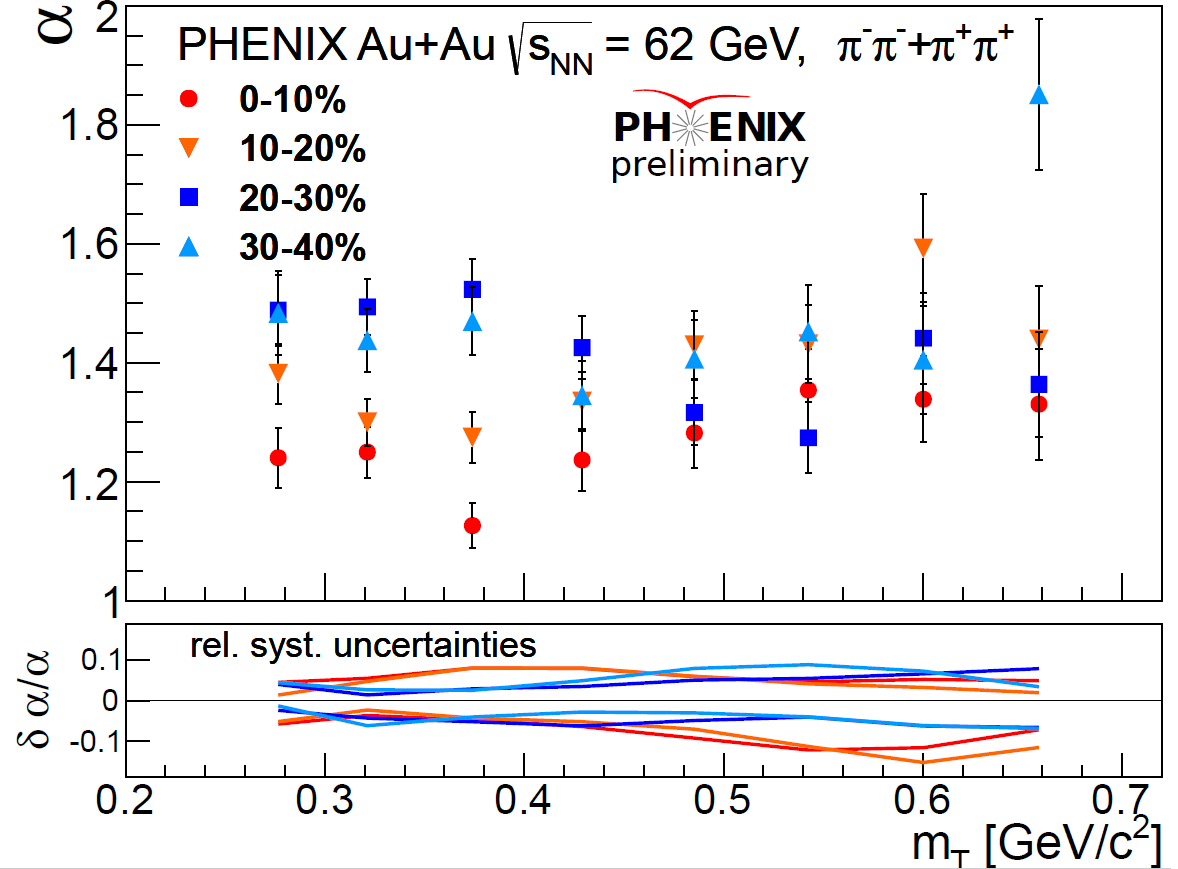 α
PHENIX Au+Au √sNN = 62 GeV, π-π-+π+π+
0-10%
10-20%
20-30%
30-40%
PHENIX
preliminary
2
1.8
1.6
1.4
1.2
1
rel. syst. uncertainties
δ α/α
0.1
0
-0.1
0.2 0.3 0.4 0.5 0.6 0.7
mT [GeV/c2]